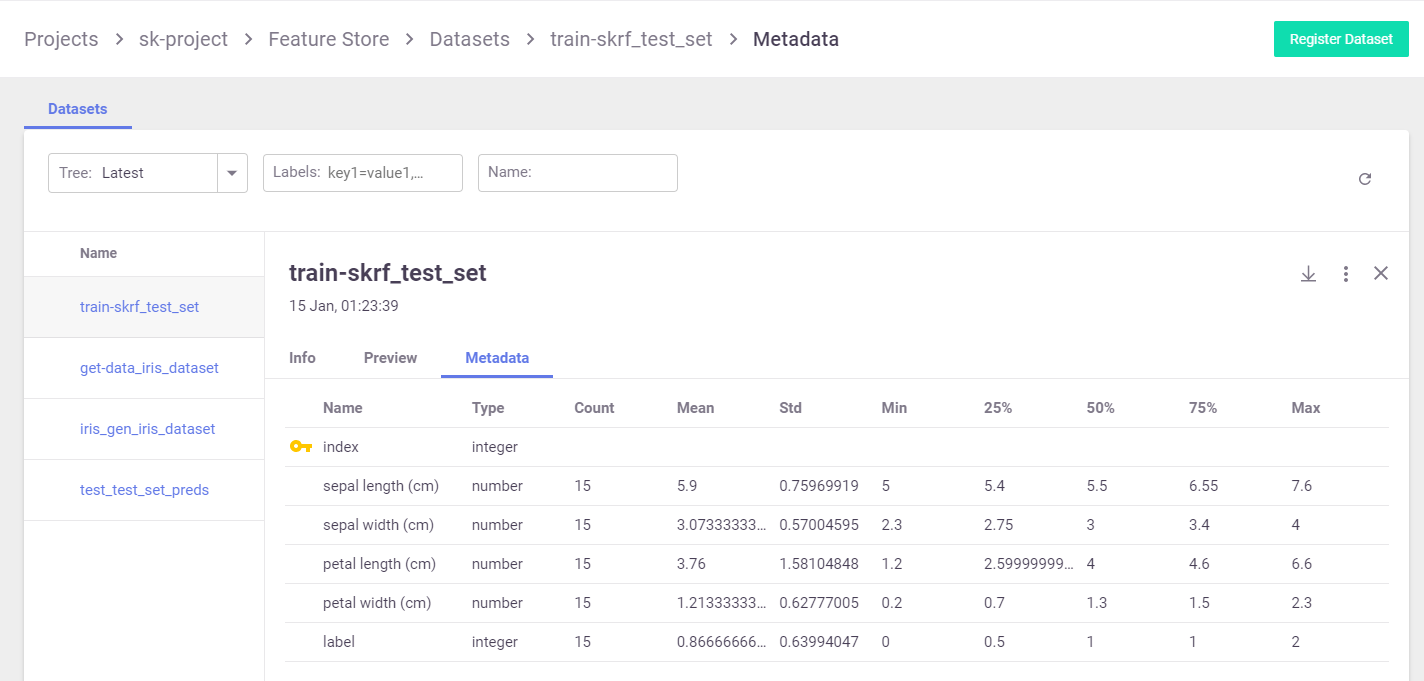 Projects > sk-project > Feature Store > Datasets > train-skrf_test_set > Metadata
Register Dataset
Datasets
Tree: Latest
Labels: key1=value1,...
Name:
Name
train-skrf_test_set
get-data_iris_dataset
iris_gen_iris_dataset
test_test_set_preds
train-skrf_test_set
15 Jan, 01:23:39
Info Preview Metadata
Name Type Count Mean Std Min 25% 50% 75% Max
index integer
sepal length (cm) number 15 5.9 0.75969919 5 5.4 5.5 6.55 7.6
sepal width (cm) number 15 3.07333333... 0.57004595 2.3 2.75 3 3.4 4
petal length (cm) number 15 3.76 1.58104848 1.2 2.59999999... 4 4.6 6.6
petal width (cm) number 15 1.21333333... 0.62777005 0.2 0.7 1.3 1.5 2.3
label integer 15 0.86666666... 0.63994047 0 0.5 1 1 2